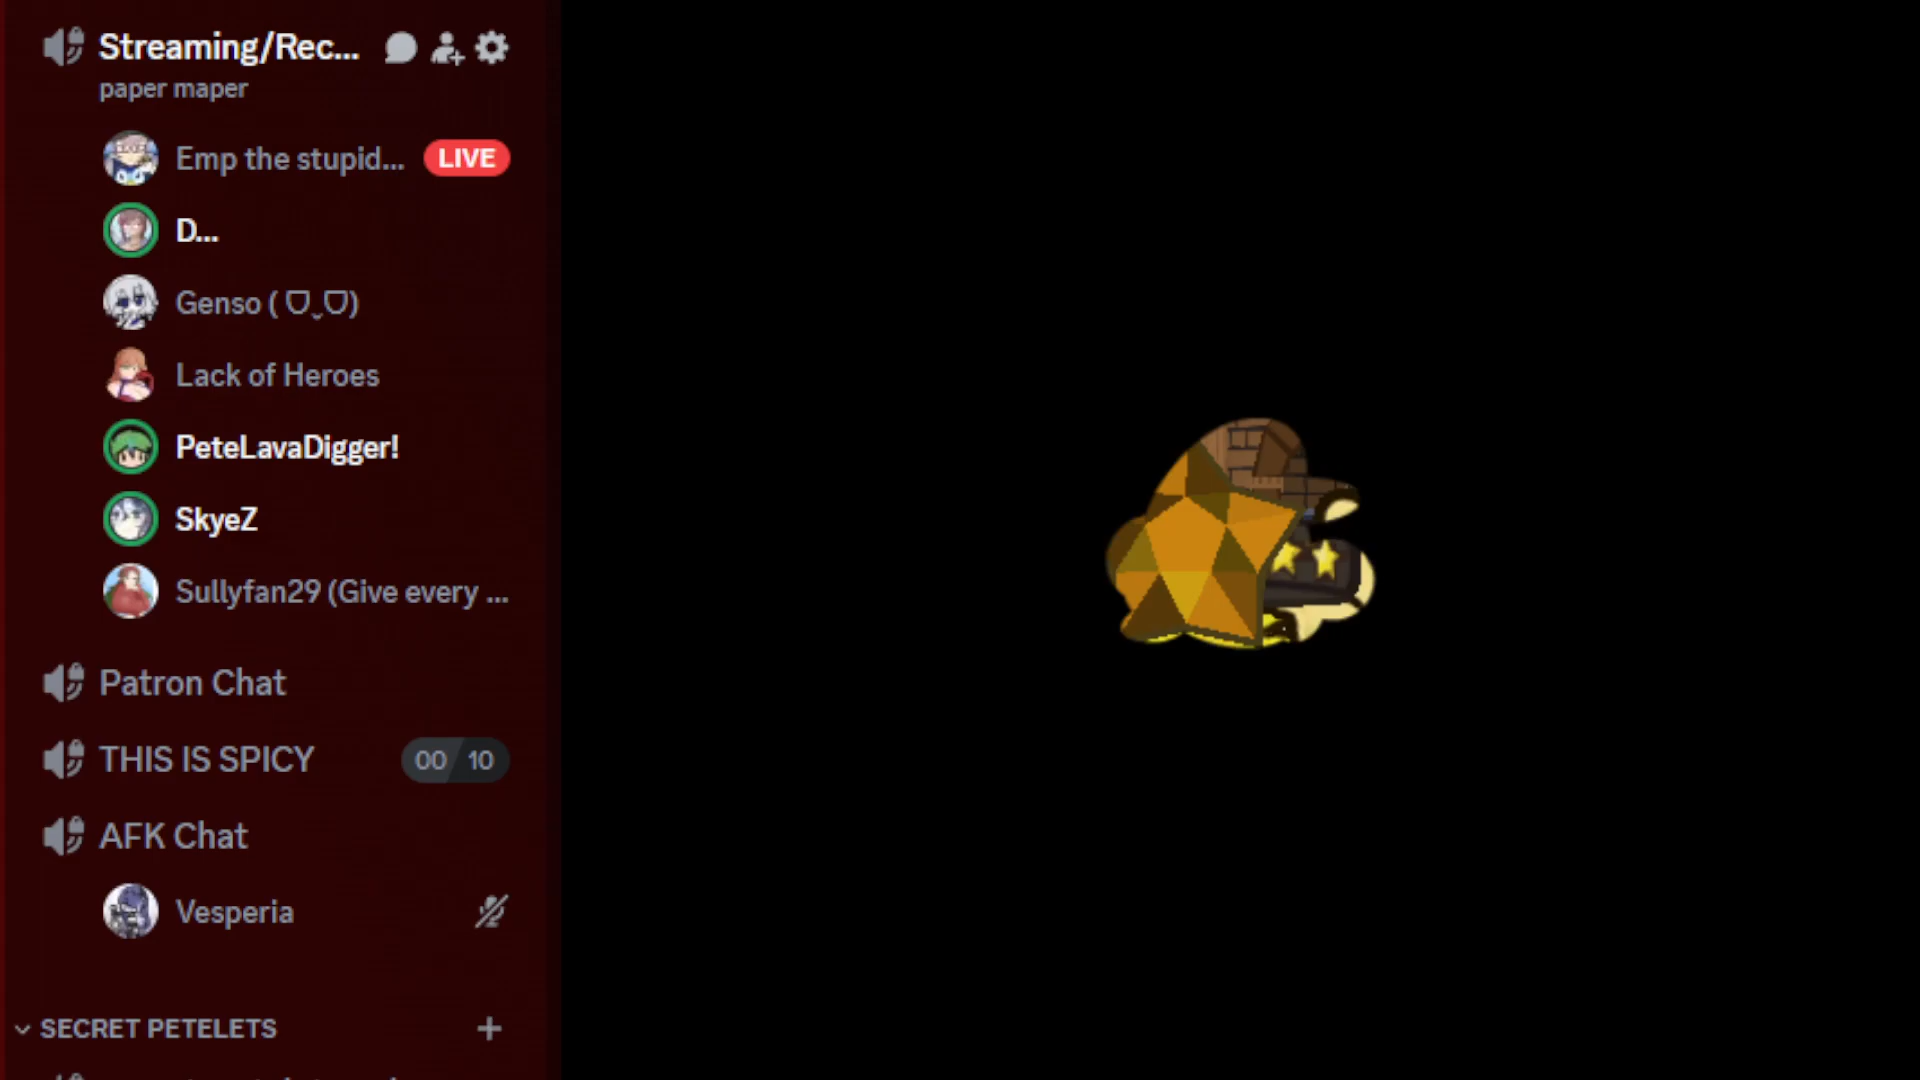 Streaming/Rec...
paper maper
Emp the stupid... LIVE
D...
Genso ( ᗜ‿ᗜ)
Lack of Heroes
PeteLavaDigger!
SkyeZ
Sullyfan29 (Give every ...
Patron Chat
THIS IS SPICY 00 10
AFK Chat
Vesperia
SECRET PETELETS